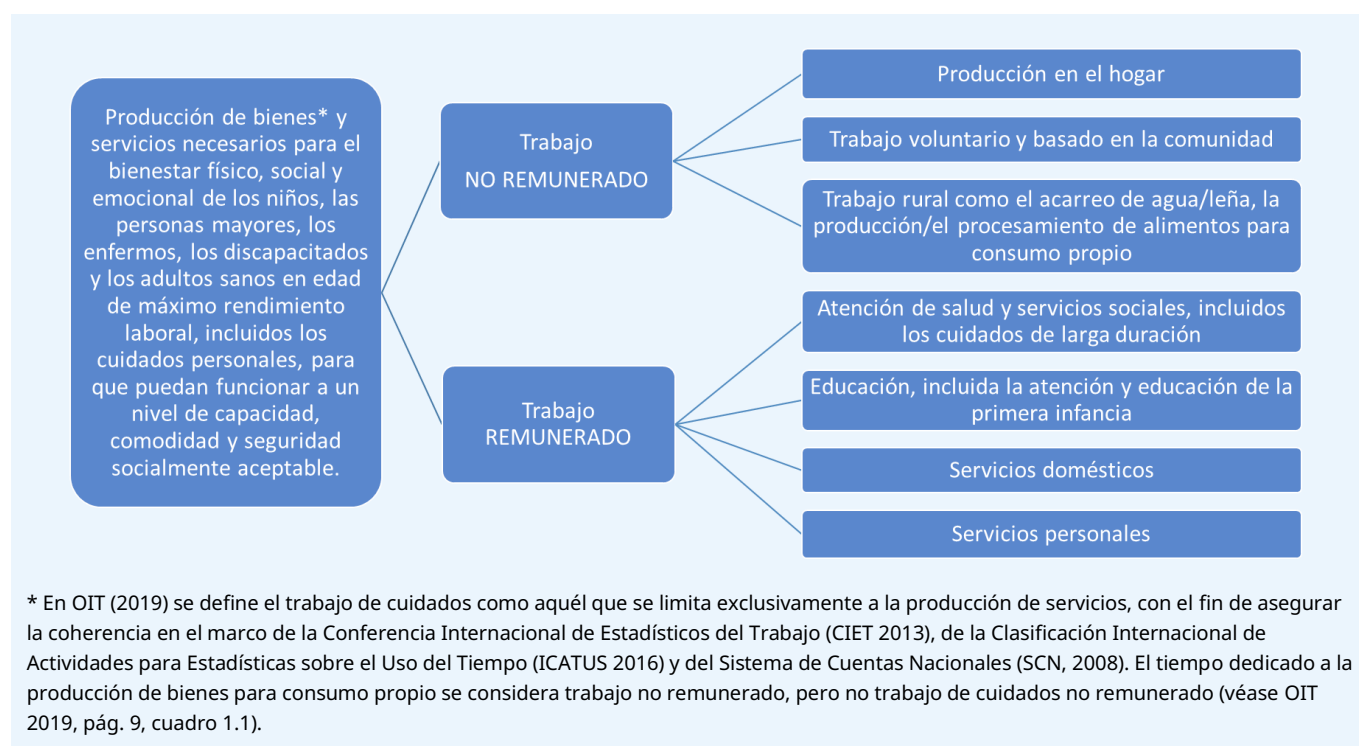 Producción de bienes* y
servicios necesarios para el
bienestar físico, social y
emocional de los niños, las
personas mayores, los
enfermos, los discapacitados
y los adultos sanos en edad
de máximo rendimiento
laboral, incluidos los
cuidados personales, para
que puedan funcionar a un
nivel de capacidad,
comodidad y seguridad
socialmente aceptable.
Trabajo
NO REMUNERADO
Producción en el hogar
Trabajo voluntario y basado en la comunidad
Trabajo rural como el acarreo de agua/leña, la
producción/el procesamiento de alimentos para
consumo propio
Trabajo
REMUNERADO
Atención de salud y servicios sociales, incluidos
los cuidados de larga duración
Educación, incluida la atención y educación de la
primera infancia
Servicios domésticos
Servicios personales
* En OIT (2019) se define el trabajo de cuidados como aquél que se limita exclusivamente a la producción de servicios, con el fin de asegurar
la coherencia en el marco de la Conferencia Internacional de Estadísticos del Trabajo (CIET 2013), de la Clasificación Internacional de
Actividades para Estadísticas sobre el Uso del Tiempo (ICATUS 2016) y del Sistema de Cuentas Nacionales (SCN, 2008). El tiempo dedicado a la
producción de bienes para consumo propio se considera trabajo no remunerado, pero no trabajo de cuidados no remunerado (véase OIT
2019, pág. 9, cuadro 1.1).